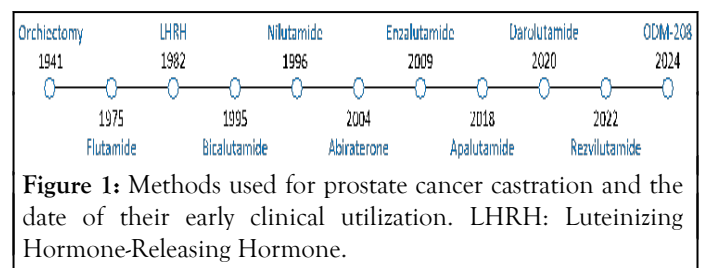 Orchiectomy LHRH Nilutamide Enzalutamide Darolutamide ODM-208
1941 1982 1996 2009 2020 2024
1975 1995 2004 2018 2022
Flutamide Bicalutamide Abiraterone Apalutamide Rezvilutamide
Figure 1: Methods used for prostate cancer castration and the
date of their early clinical utilization. LHRH: Luteinizing
Hormone-Releasing Hormone.